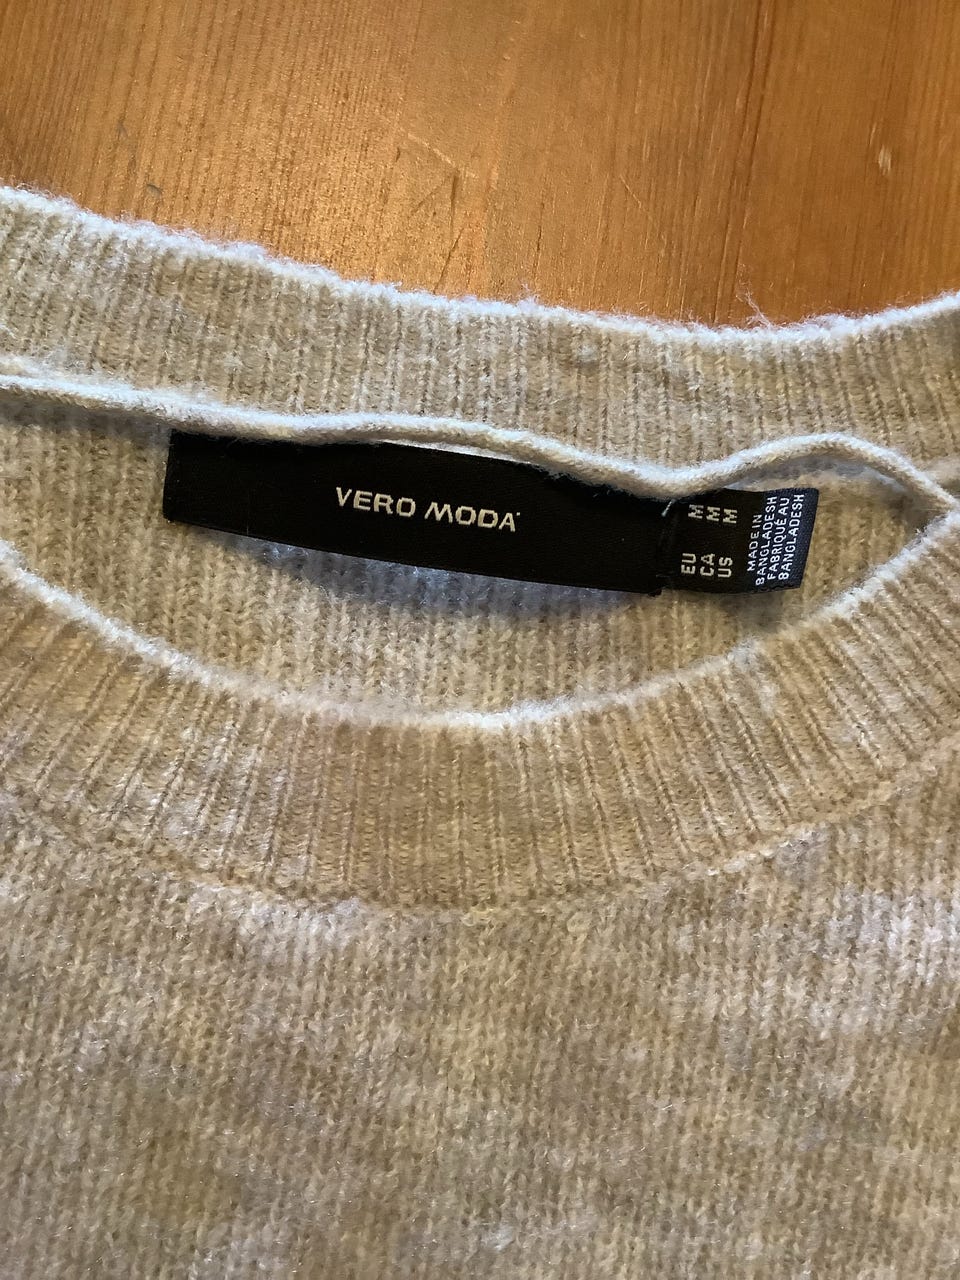 VERO MODA
EU M
CA M
US M
MADE IN
BANGLADESH
FABRIQUÉ AU
BANGLADESH